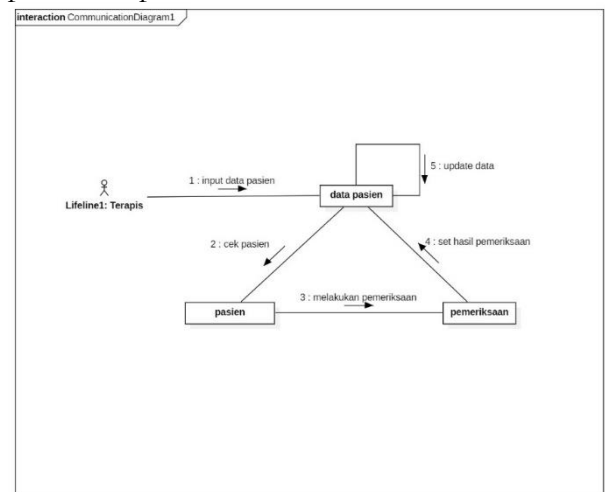 interaction CommunicationDiagram1
5 : update data
1 : input data pasien
Lifeline1: Terapis
data pasien
2 : cek pasien
4 : set hasil pemeriksaan
3 : melakukan pemeriksaan
pasien
pemeriksaan